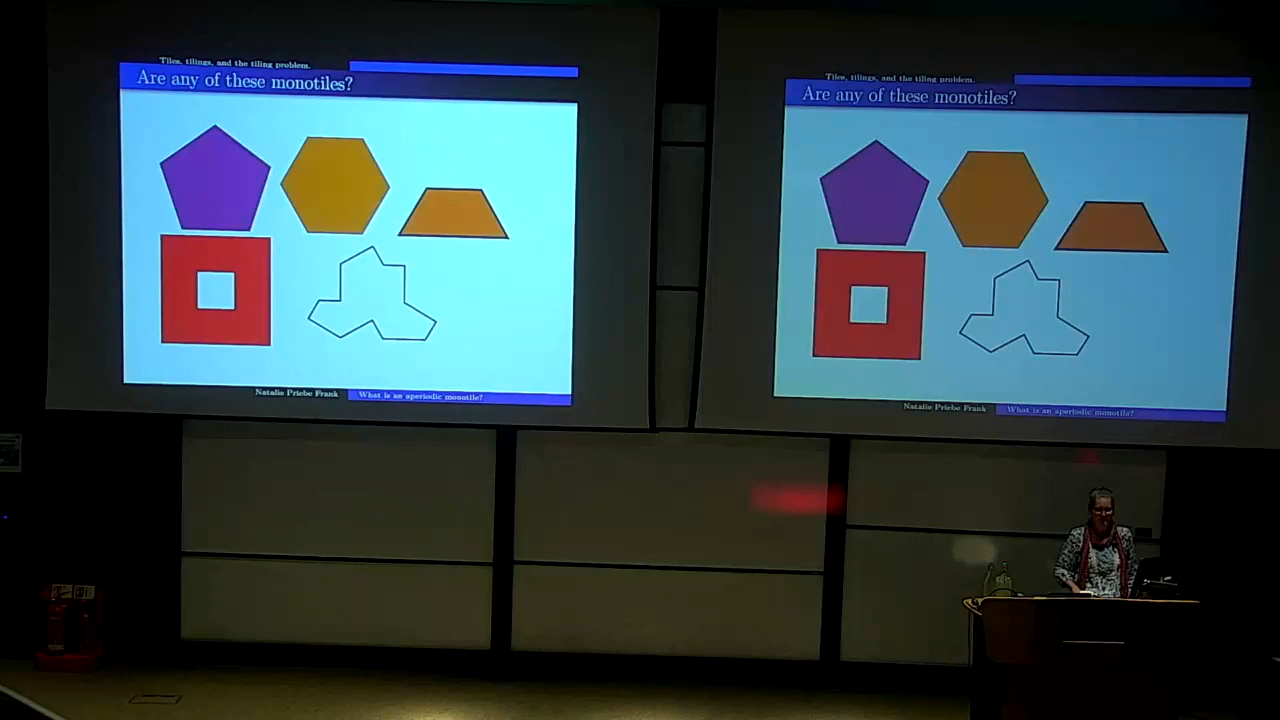 Tiles, tilings, and the tiling problem.
Are any of these monotiles?
Natalie Priebe Frank
What is an aperiodic monotile?
Tiles, tilings, and the tiling problem.
Are any of these monotiles?
Natalie Priebe Frank
What is an aperiodic monotile?